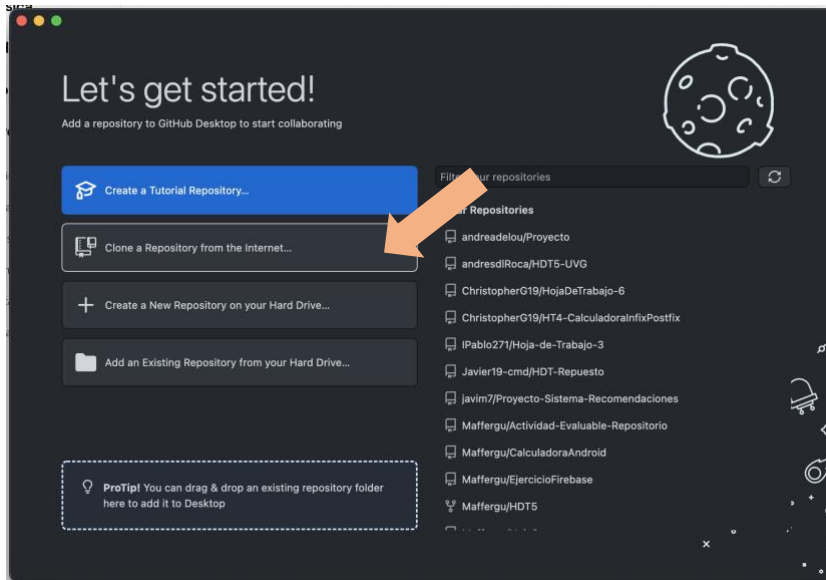 Let's get started!
Add a repository to GitHub Desktop to start collaborating
Create a Tutorial Repository...
Clone a Repository from the Internet...
Create a New Repository on your Hard Drive...
Add an Existing Repository from your Hard Drive...
ProTip! You can drag & drop an existing repository folder
here to add it to Desktop
your repositories
Repositories
andreadelou/Proyecto
andresdlRoca/HDT5-UVG
ChristopherG19/HojaDeTrabajo-6
ChristopherG19/HT4-CalculadoraInfixPostfix
IPablo271/Hoja-de-Trabajo-3
Javier19-cmd/HDT-Repuesto
javim7/Proyecto-Sistema-Recomendaciones
Maffergu/Actividad-Evaluable-Repositorio
Maffergu/CalculadoraAndroid
Maffergu/EjercicioFirebase
Maffergu/HDT5